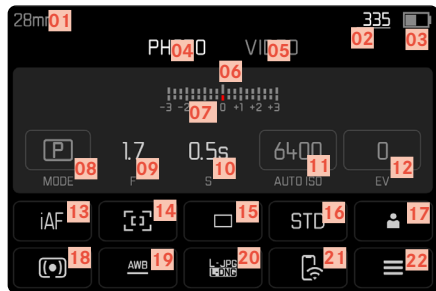 28mm 01 335
02 03
PHOTO 04 VIDEO 05
06
-3 -2 07 0 +1 +2 +3
P 1.7 0.5s 6400 0
08 09 10 11 12
MODE F S AUTO ISO EV
iAF 13 14 15 STD 16 17
18 AWB 19 L-JPG 20 21 22
L-DNG